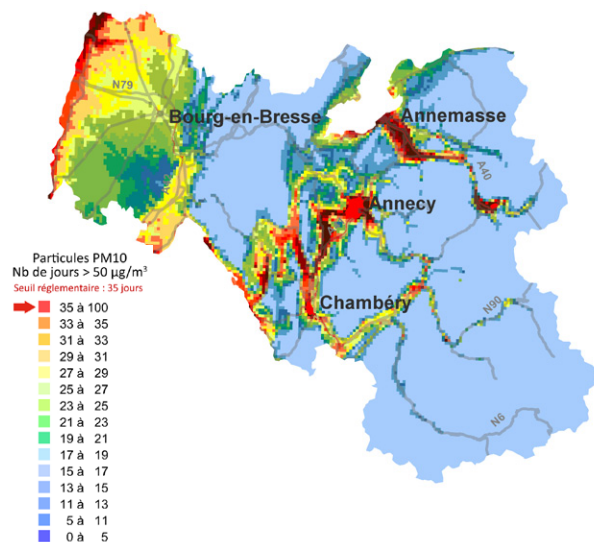 N79
Bourg-en-Bresse
Annemasse
A40
Annecy
Chambéry
N90
N6
Particules PM10
Nb de jours > 50 µg/m³
Seuil réglementaire : 35 jours
35 à 100
33 à 35
31 à 33
29 à 31
27 à 29
25 à 27
23 à 25
21 à 23
19 à 21
17 à 19
15 à 17
13 à 15
11 à 13
5 à 11
0 à 5